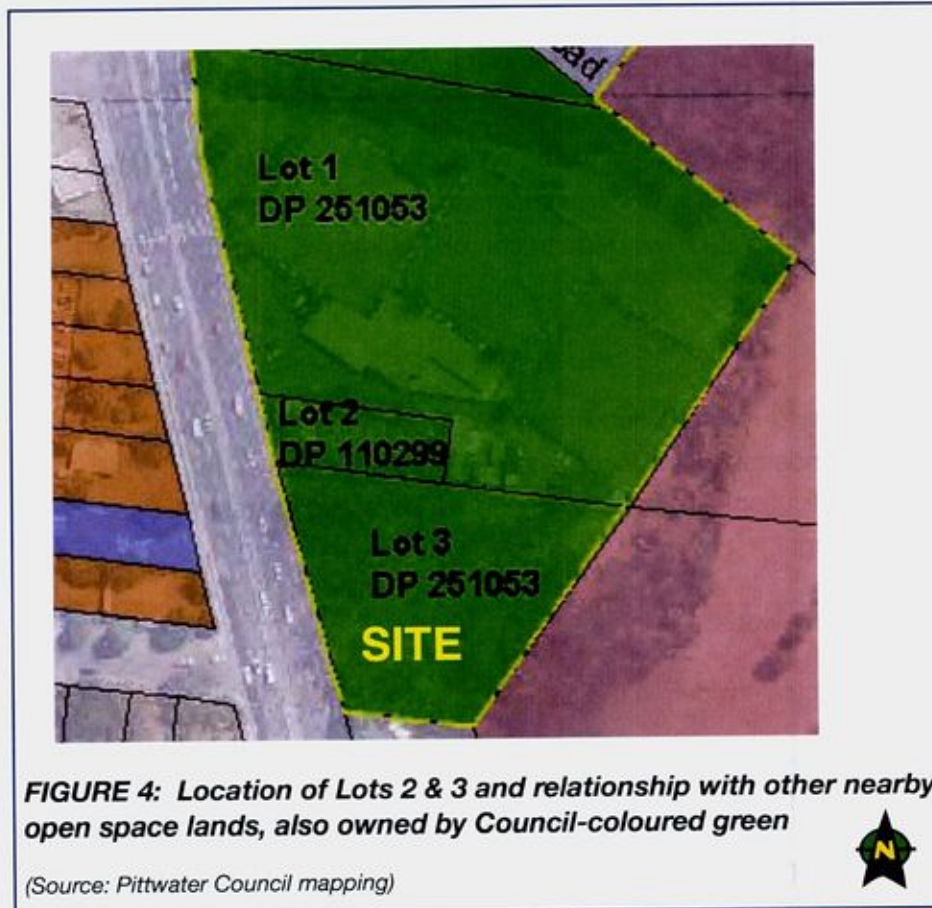 oad
Lot 1
DP 251053
Lot 2
DP 110299
Lot 3
DP 251053
SITE
FIGURE 4: Location of Lots 2 & 3 and relationship with other nearby
open space lands, also owned by Council-coloured green
N
(Source: Pittwater Council mapping)